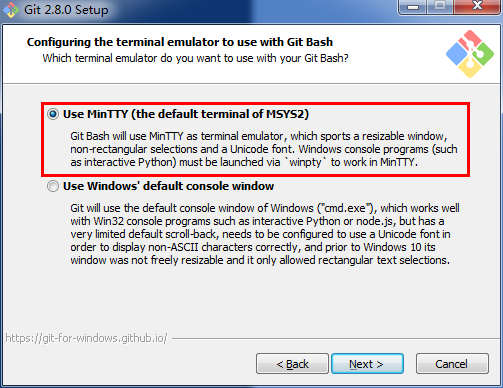 Git 2.8.0 Setup
Configuring the terminal emulator to use with Git Bash
Which terminal emulator do you want to use with your Git Bash?
Use MinTTY (the default terminal of MSYS2)
Git Bash will use MinTTY as terminal emulator, which sports a resizable window,
non-rectangular selections and a Unicode font. Windows console programs (such
as interactive Python) must be launched via `winpty` to work in MinTTY.
Use Windows' default console window
Git will use the default console window of Windows ("cmd.exe"), which works well
with Win32 console programs such as interactive Python or node.js, but has a
very limited default scroll-back, needs to be configured to use a Unicode font in
order to display non-ASCII characters correctly, and prior to Windows 10 its
window was not freely resizable and it only allowed rectangular text selections.
https://git-for-windows.github.io/
< Back
Next >
Cancel